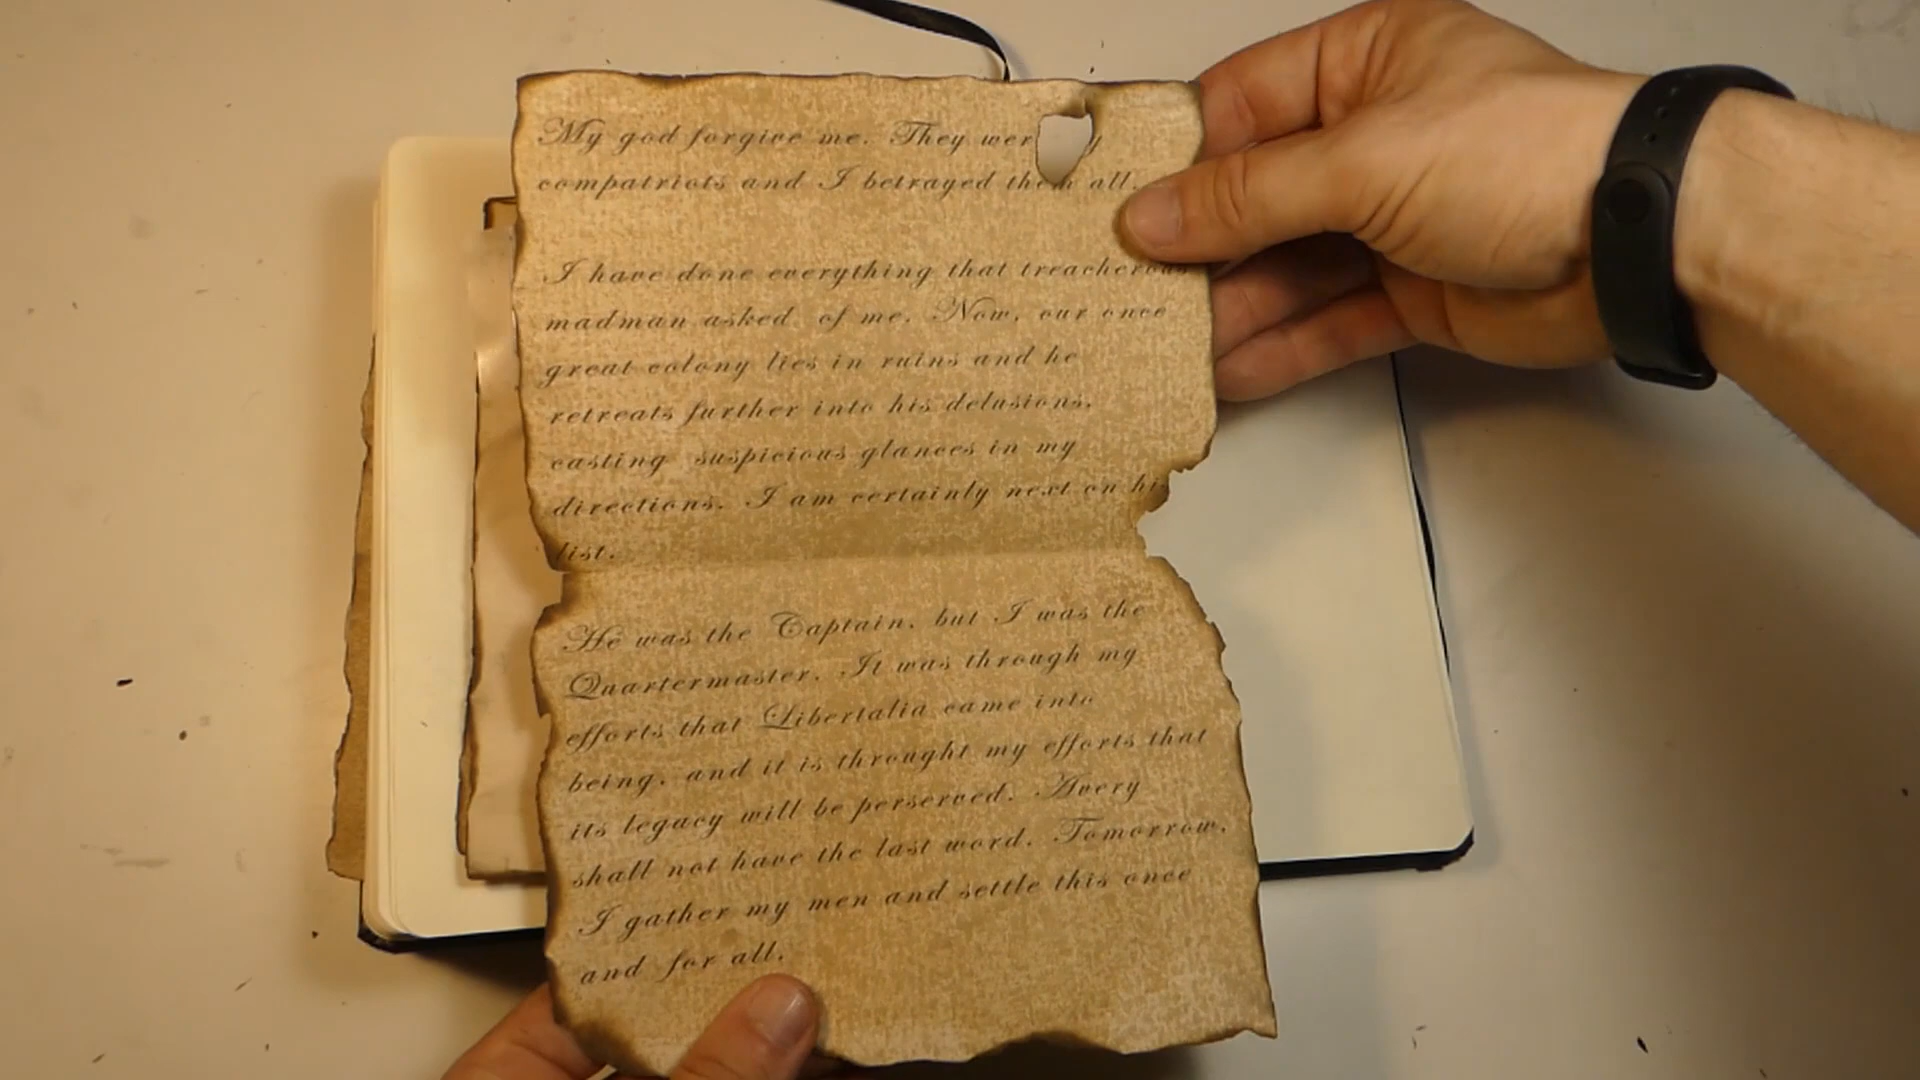 My god forgive me. They wer y
compatriots and I betrayed them all.
I have done everything that treacherous
madman asked of me. Now, our once
great colony lies in ruins and he
retreats further into his delusions,
casting suspicious glances in my
directions. I am certainly next on his
list.
He was the Captain, but I was the
Quartermaster. It was through my
efforts that Libertalia came into
being, and it is throught my efforts that
its legacy will be perserved. Avery
shall not have the last word. Tomorrow,
I gather my men and settle this once
and for all.